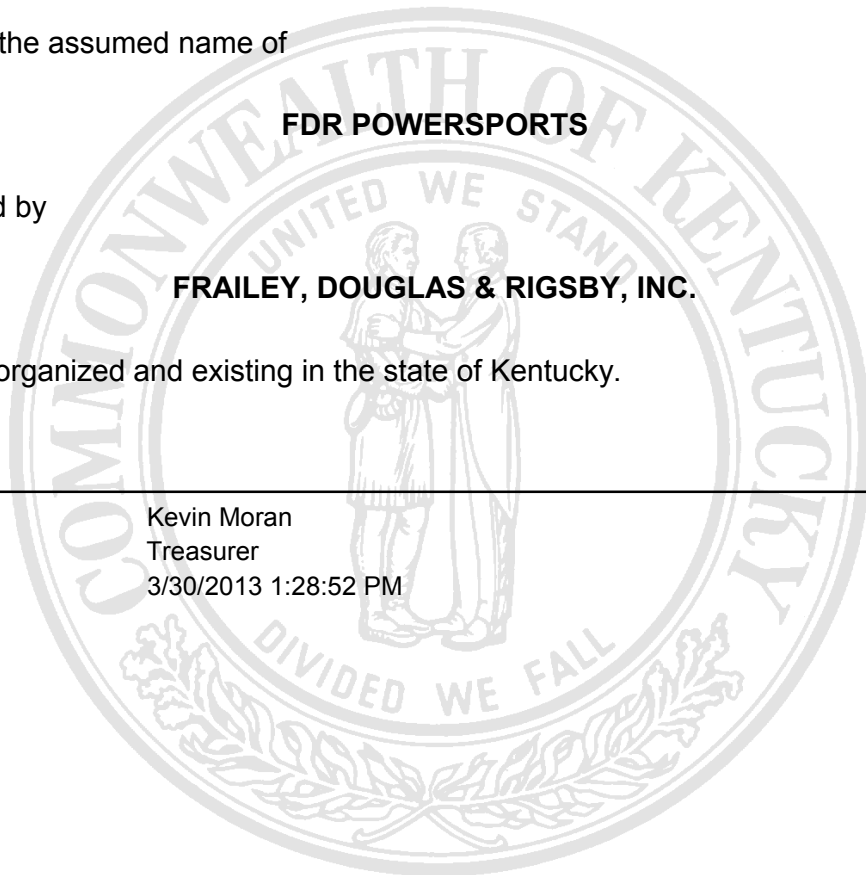 the assumed name of
FDR POWERSPORTS
d by
FRAILEY, DOUGLAS & RIGSBY, INC.
organized and existing in the state of Kentucky.
Kevin Moran
Treasurer
3/30/2013 1:28:52 PM
COMMONWEALTH OF KENTUCKY
UNITED WE STAND
DIVIDED WE FALL